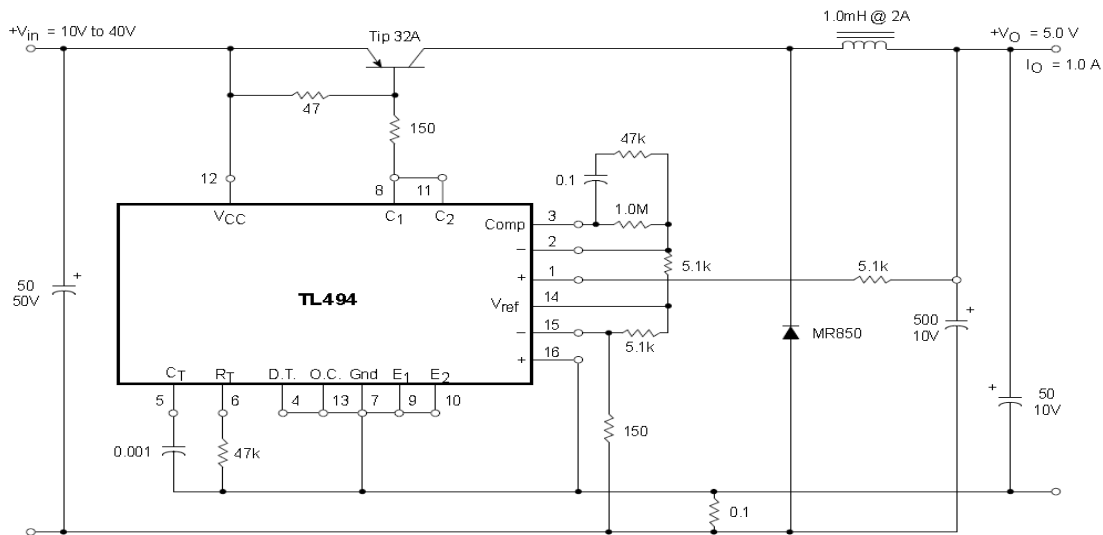 +Vin = 10V to 40V
Tip 32A
1.0mH @ 2A
+VO = 5.0 V
IO = 1.0 A
47
150
47k
0.1
1.0M
12
8
11
VCC
C1
C2
Comp
3
–
2
5.1k
+
1
5.1k
Vref
14
–
15
5.1k
+
16
50
50V
+
TL494
MR850
500
10V
+
CT
RT
D.T.
O.C.
Gnd
E1
E2
5
6
4
13
7
9
10
+
50
10V
0.001
47k
150
0.1